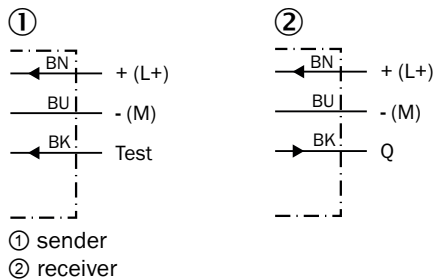 ① ②
BN + (L+) BN + (L+)
BU - (M) BU - (M)
BK Test BK Q
① sender
② receiver